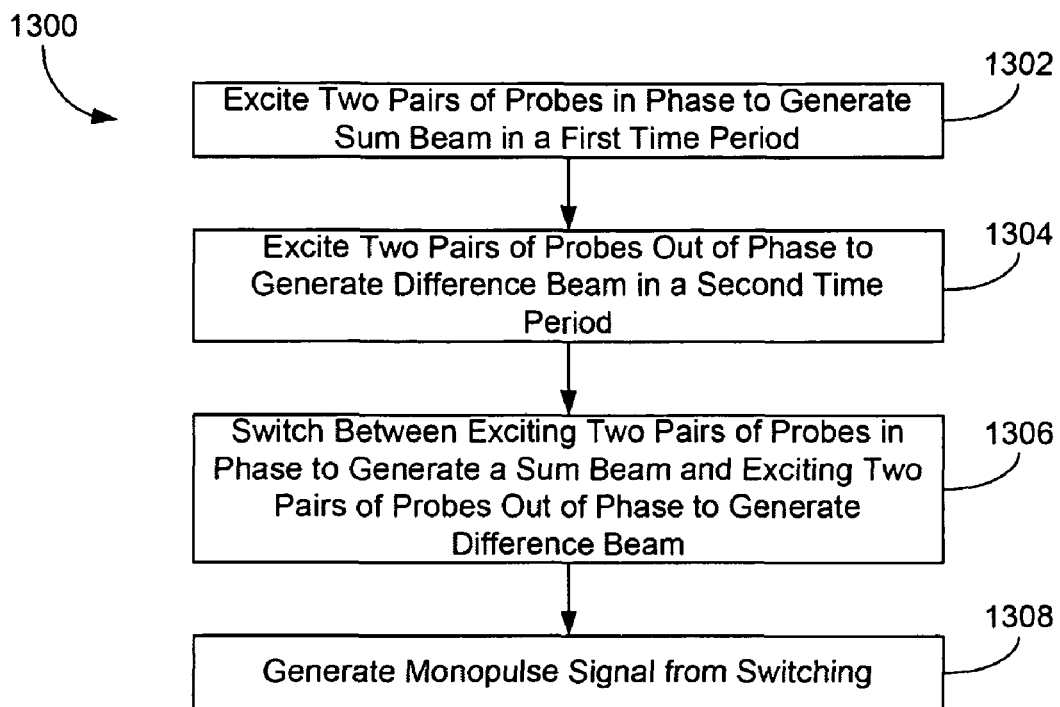 1300
1302
Excite Two Pairs of Probes in Phase to Generate
Sum Beam in a First Time Period
1304
Excite Two Pairs of Probes Out of Phase to
Generate Difference Beam in a Second Time
Period
1306
Switch Between Exciting Two Pairs of Probes in
Phase to Generate a Sum Beam and Exciting Two
Pairs of Probes Out of Phase to Generate
Difference Beam
1308
Generate Monopulse Signal from Switching